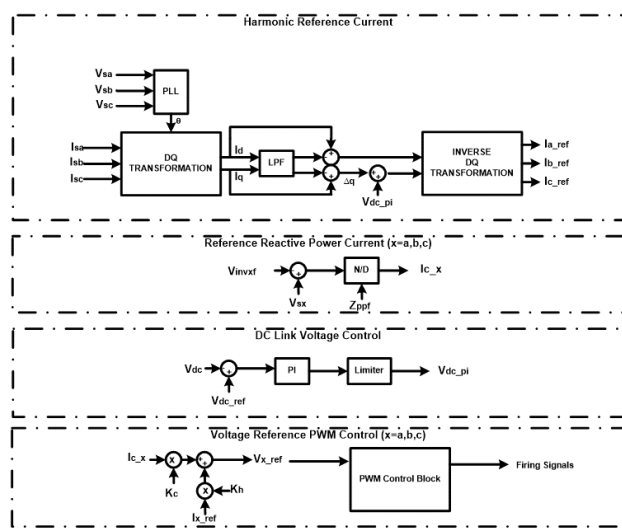 Harmonic Reference Current
Vsa
Vsb
Vsc
PLL
θ
Isa
Isb
Isc
DQ
TRANSFORMATION
Id
Iq
LPF
Δq
Vdc_pi
INVERSE
DQ
TRANSFORMATION
Ia_ref
Ib_ref
Ic_ref
Reference Reactive Power Current (x=a,b,c)
Vinvxf
Vsx
N/D
Zppf
Ic_x
DC Link Voltage Control
Vdc
Vdc_ref
PI
Limiter
Vdc_pi
Voltage Reference PWM Control (x=a,b,c)
Ic_x
x
Kc
Vx_ref
x
Kh
Ix_ref
PWM Control Block
Firing Signals